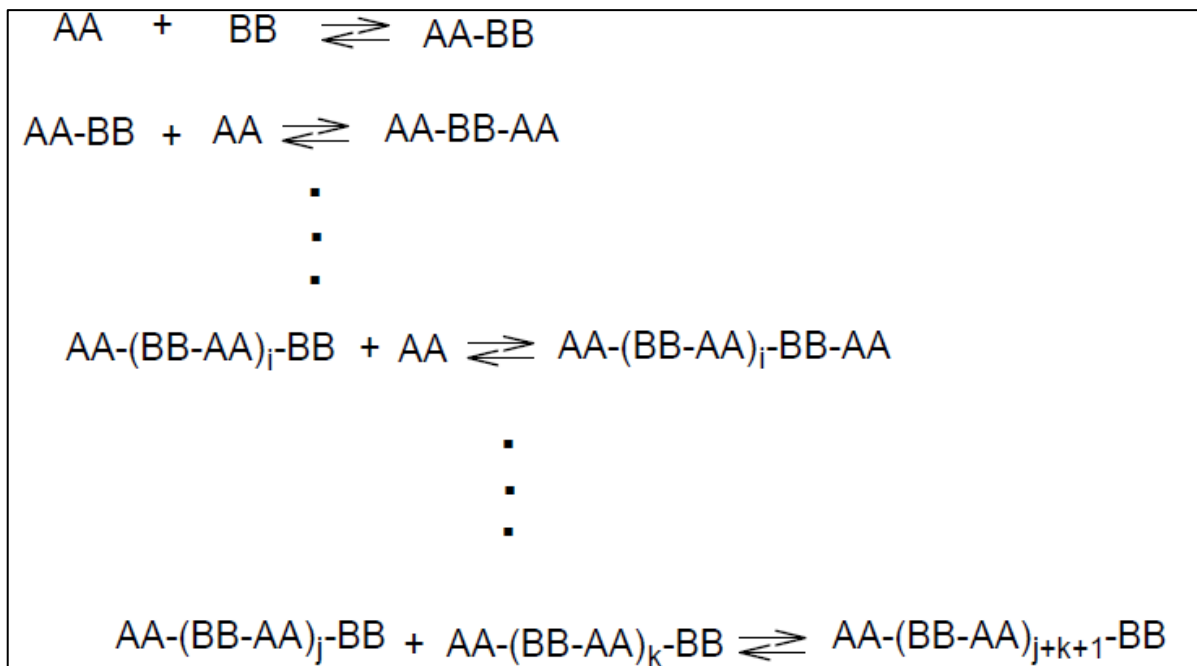 AA + BB ⇌ AA-BB
AA-BB + AA ⇌ AA-BB-AA
AA-(BB-AA)i-BB + AA ⇌ AA-(BB-AA)i-BB-AA
AA-(BB-AA)j-BB + AA-(BB-AA)k-BB ⇌ AA-(BB-AA)j+k+1-BB